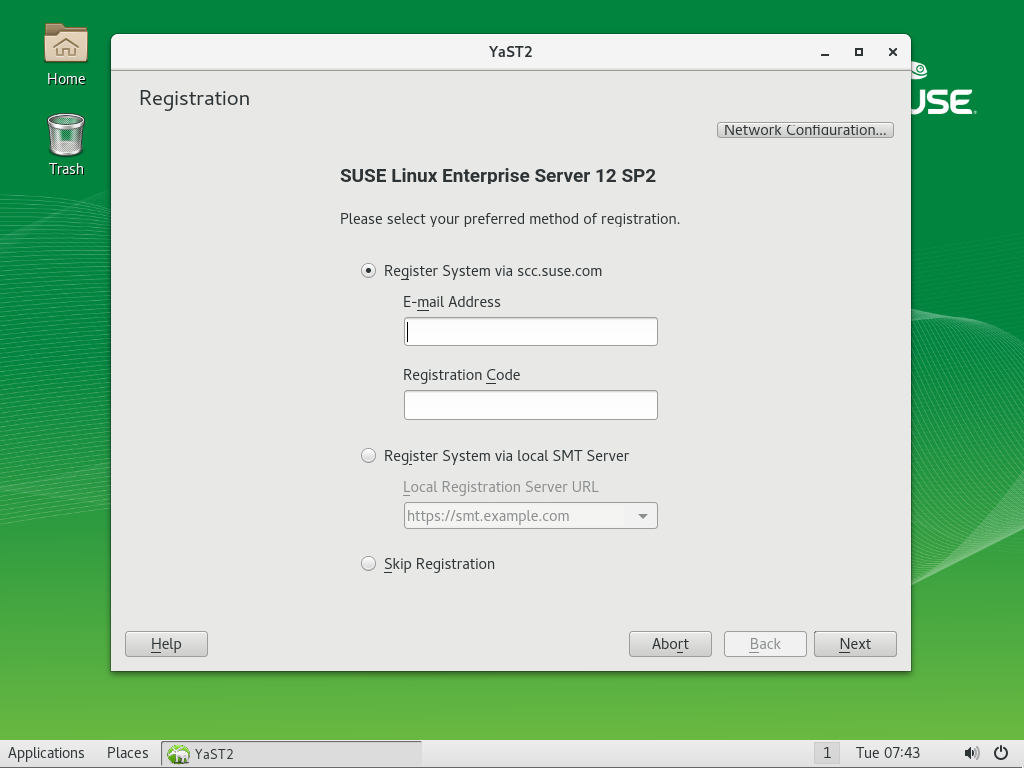 Home
Trash
YaST2
USE
Registration
Network Configuration...
SUSE Linux Enterprise Server 12 SP2
Please select your preferred method of registration.
Register System via scc.suse.com
E-mail Address
Registration Code
Register System via local SMT Server
Local Registration Server URL
https://smt.example.com
Skip Registration
Help
Abort
Back
Next
Applications
Places
YaST2
1
Tue 07:43